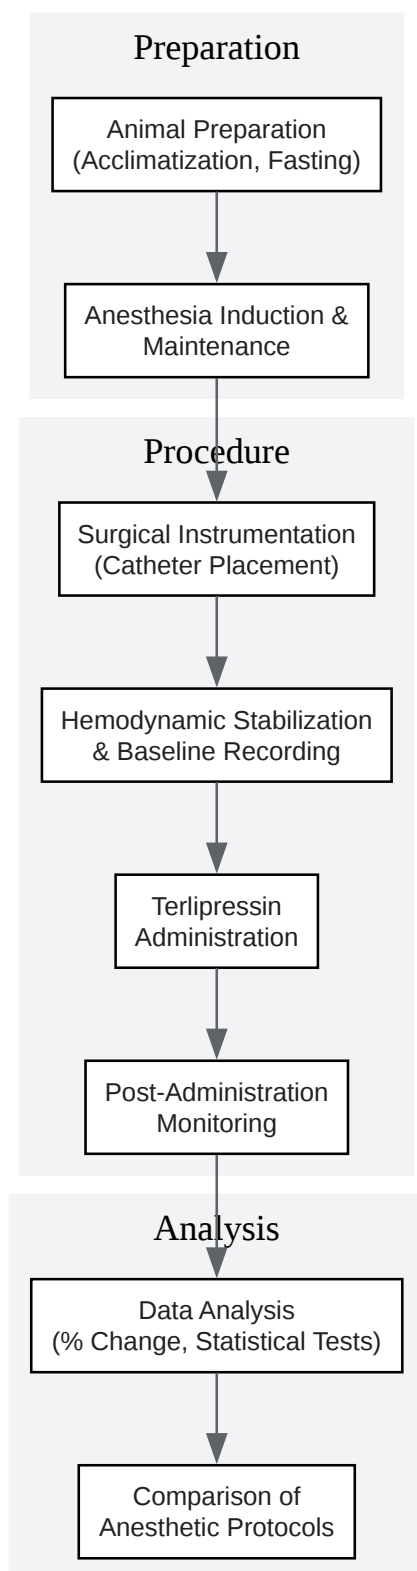 Preparation
Animal Preparation
(Acclimatization, Fasting)
Anesthesia Induction &
Maintenance
Procedure
Surgical Instrumentation
(Catheter Placement)
Hemodynamic Stabilization
& Baseline Recording
Terlipressin
Administration
Post-Administration
Monitoring
Analysis
Data Analysis
(% Change, Statistical Tests)
Comparison of
Anesthetic Protocols